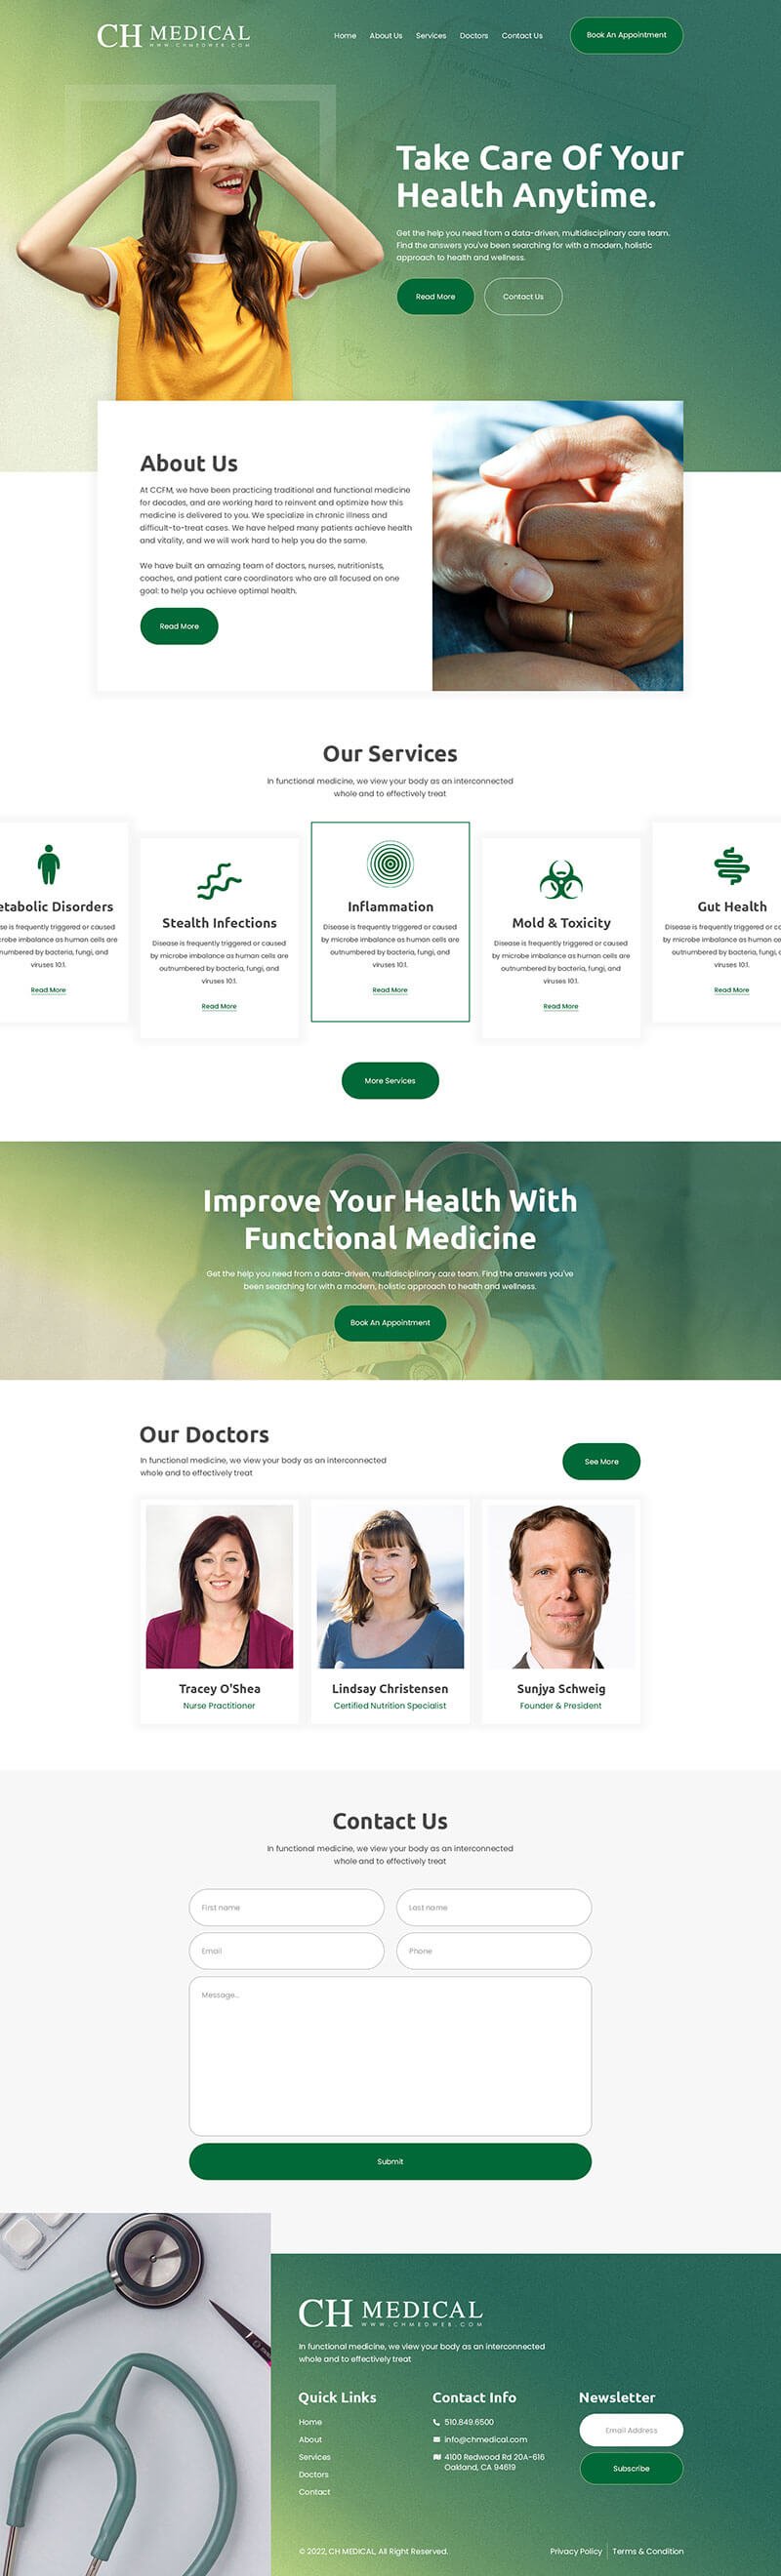 CH MEDICAL
WWW.CHMEDWEB.COM
Home About Us Services Doctors Contact Us
Book An Appointment
Take Care Of Your
Health Anytime.
Get the help you need from a data-driven, multidisciplinary care team.
Find the answers you've been searching for with a modern, holistic
approach to health and wellness.
Read More
Contact Us
About Us
At CCFM, we have been practicing traditional and functional medicine
for decades, and are working hard to reinvent and optimize how this
medicine is delivered to you. We specialize in chronic illness and
difficult-to-treat cases. We have helped many patients achieve health
and vitality, and we will work hard to help you do the same.
We have built an amazing team of doctors, nurses, nutritionists,
coaches, and patient care coordinators who are all focused on one
goal: to help you achieve optimal health.
Read More
Our Services
In functional medicine, we view your body as an interconnected
whole and to effectively treat
etabolic Disorders
se is frequently triggered or caused
robe imbalance as human cells are
numbered by bacteria, fungi, and
viruses 10:1.
Read More
Stealth Infections
Disease is frequently triggered or caused
by microbe imbalance as human cells are
outnumbered by bacteria, fungi, and
viruses 10:1.
Read More
Inflammation
Disease is frequently triggered or caused
by microbe imbalance as human cells are
outnumbered by bacteria, fungi, and
viruses 10:1.
Read More
Mold & Toxicity
Disease is frequently triggered or caused
by microbe imbalance as human cells are
outnumbered by bacteria, fungi, and
viruses 10:1.
Read More
Gut Health
Disease is frequently triggered or co
by microbe imbalance as human ce
outnumbered by bacteria, fungi, c
viruses 10:1.
Read More
More Services
Improve Your Health With
Functional Medicine
Get the help you need from a data-driven, multidisciplinary care team. Find the answers you've
been searching for with a modern, holistic approach to health and wellness.
Book An Appointment
Our Doctors
In functional medicine, we view your body as an interconnected
whole and to effectively treat
See More
Tracey O'Shea
Nurse Practitioner
Lindsay Christensen
Certified Nutrition Specialist
Sunjya Schweig
Founder & President
Contact Us
In functional medicine, we view your body as an interconnected
whole and to effectively treat
First name
Last name
Email
Phone
Message...
Submit
CH MEDICAL
WWW.CHMEDWEB.COM
In functional medicine, we view your body as an interconnected
whole and to effectively treat
Quick Links
Home
About
Services
Doctors
Contact
Contact Info
510.849.6500
info@chmedical.com
4100 Redwood Rd 20A-616
Oakland, CA 94619
Newsletter
Email Address
Subscribe
© 2022, CH MEDICAL, All Right Reserved.
Privacy Policy | Terms & Condition